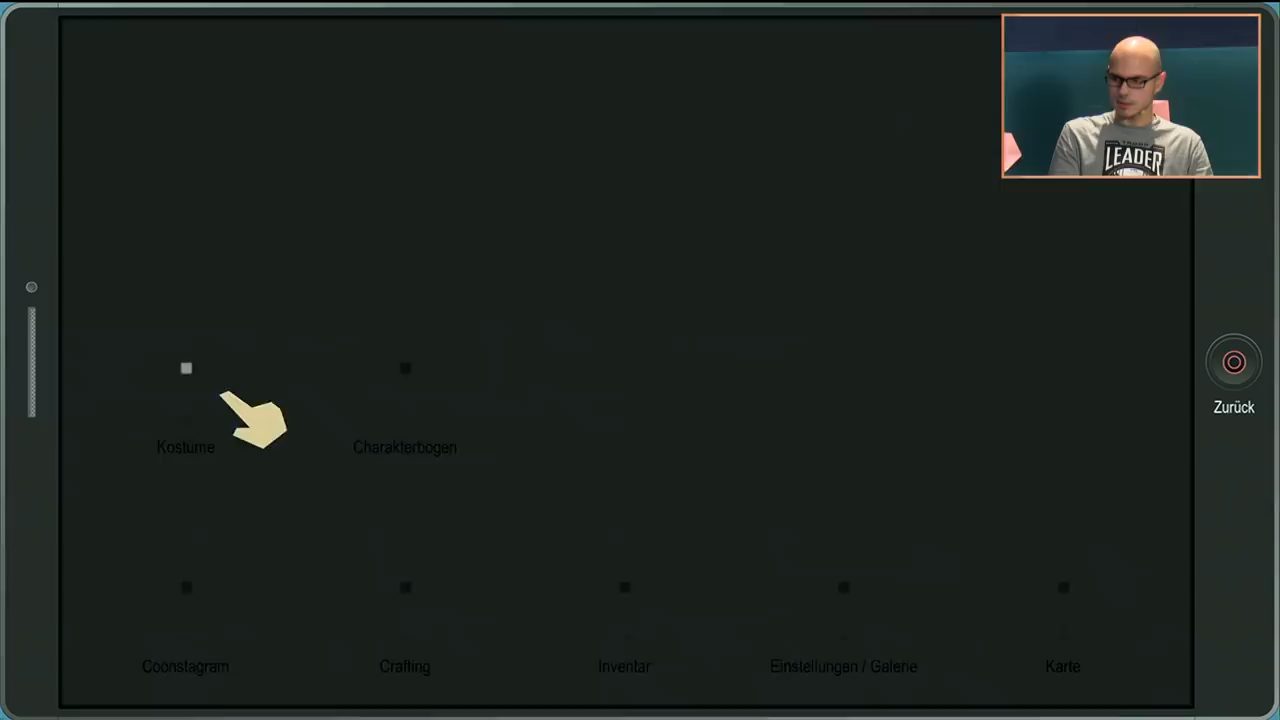 LEADER
Zurück
Kostüme
Charakterbogen
Coonstagram
Crafting
Inventar
Einstellungen / Galerie
Karte